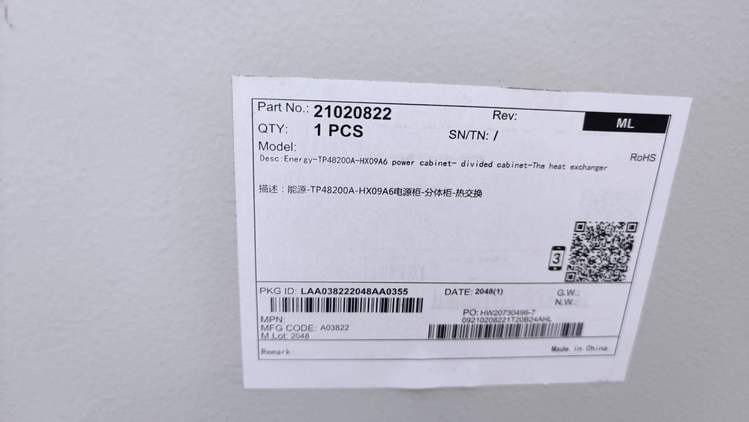 Part No.: 21020822 Rev: ML
QTY: 1 PCS SN/TN: /
Model: RoHS
Desc:Energy-TP48200A-HX09A6 power cabinet- divided cabinet-The heat exchanger
描述：能源-TP48200A-HX09A6电源柜-分体柜-热交换
3
PKG ID: LAA038222048AA0355 DATE: 2048(1) G.W.:
N.W.:
MPN: PO: HW20730496-7
MFG CODE: A03822 09210208221T20B24AHL
M.Lot: 2048
Remark Made in China